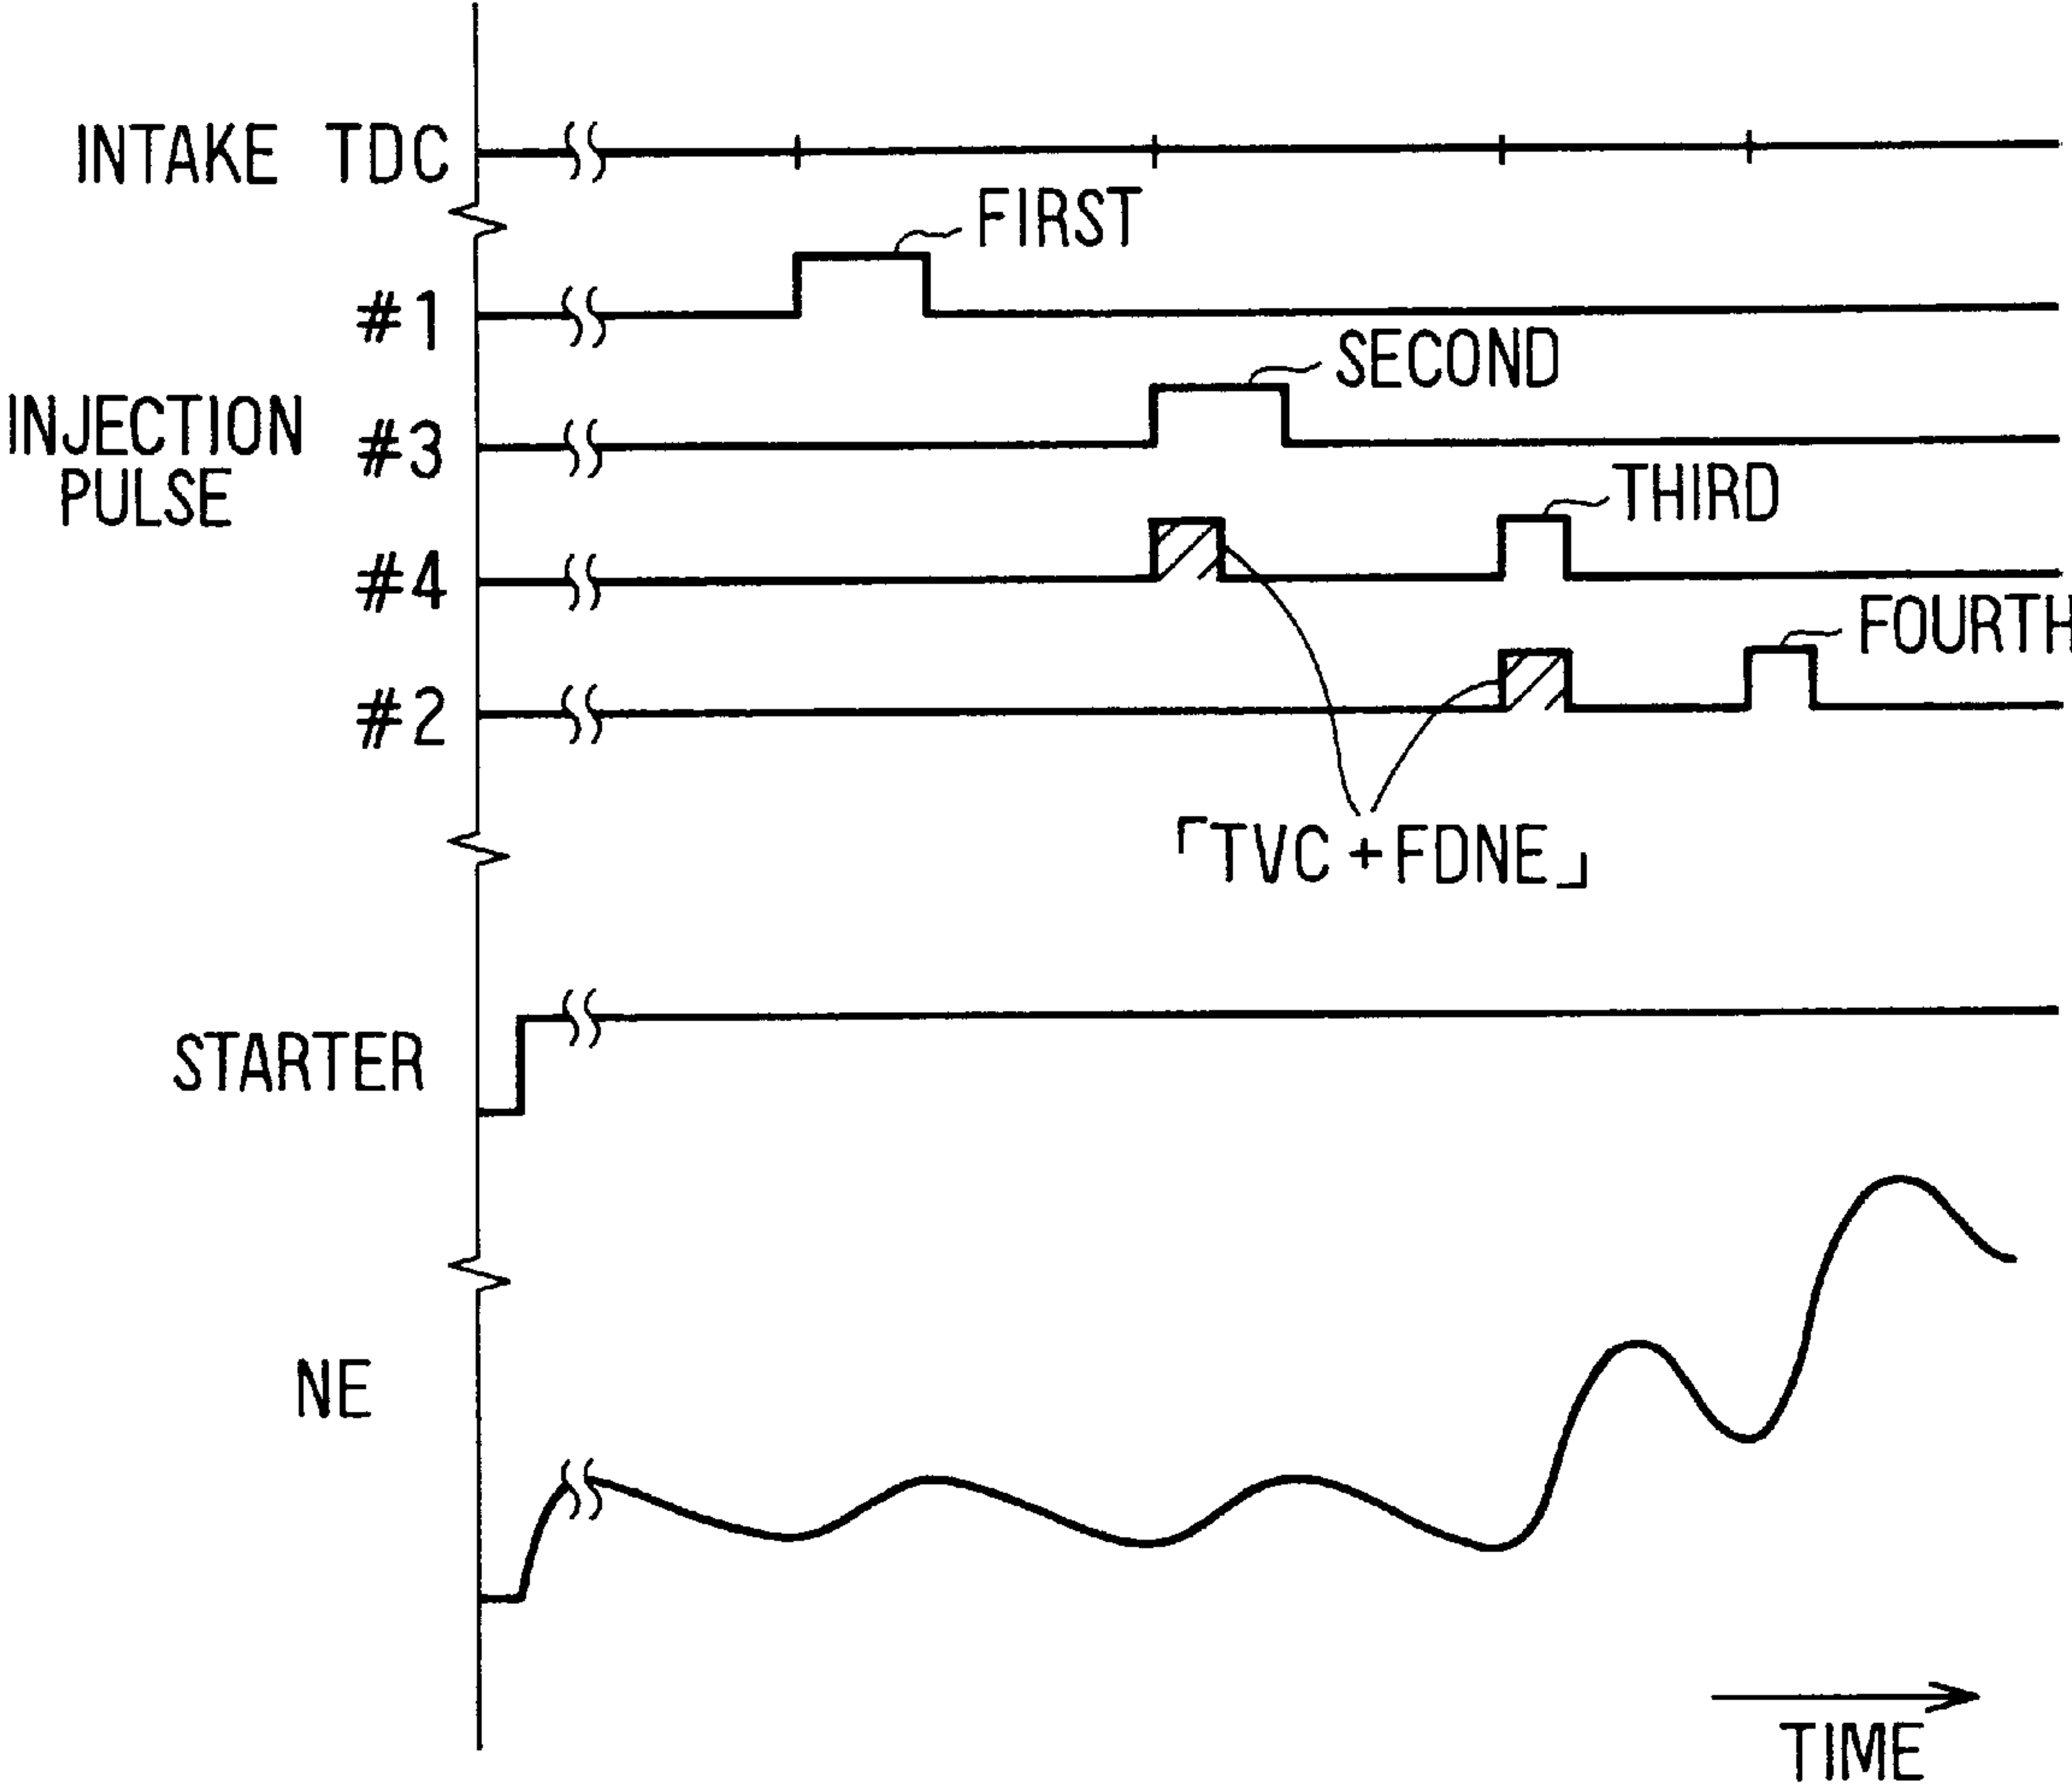 INTAKE TDC
FIRST
#1
SECOND
INJECTION
PULSE
#3
THIRD
#4
FOURTH
#2
「TVC + FDNE」
STARTER
NE
TIME